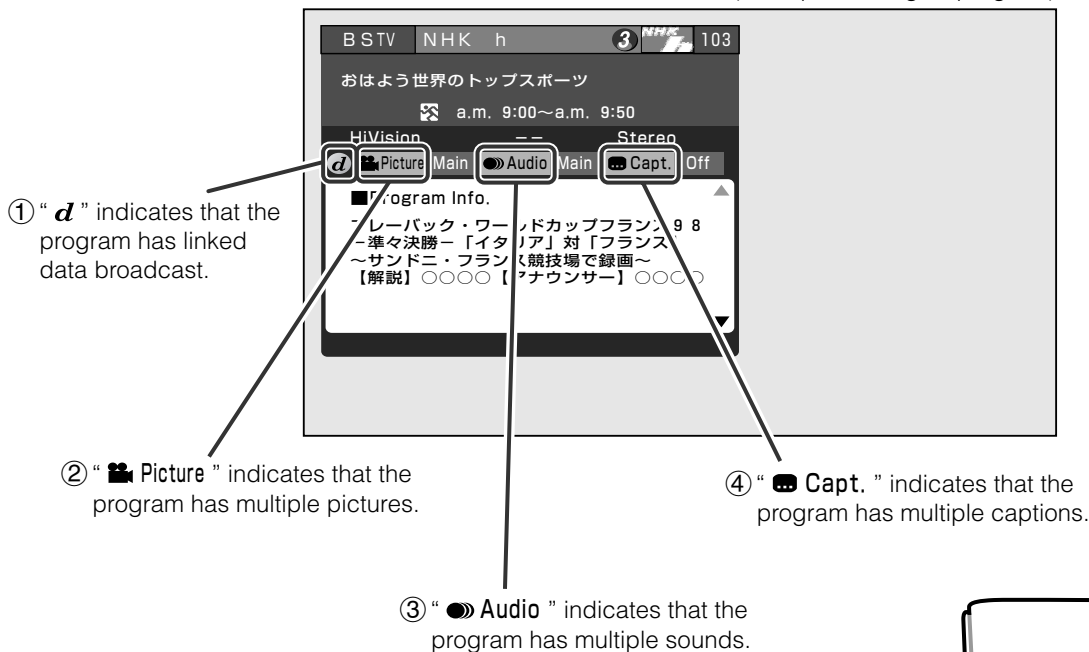 BSTV NHK h 3 NHK h 103
おはよう世界のトップスポーツ
a.m. 9:00～a.m. 9:50
HiVision -- Stereo
d Picture Main Audio Main Capt. Off
■Program Info.
レーバック・ワールドカップフランス98
－準々決勝－「イタリア」対「フランス」
～サンドニ・フランス競技場で録画～
【解説】○○○○【アナウンサー】○○○○
① “ d ” indicates that the
program has linked
data broadcast.
② “ Picture ” indicates that the
program has multiple pictures.
④ “ Capt. ” indicates that the
program has multiple captions.
③ “ Audio ” indicates that the
program has multiple sounds.